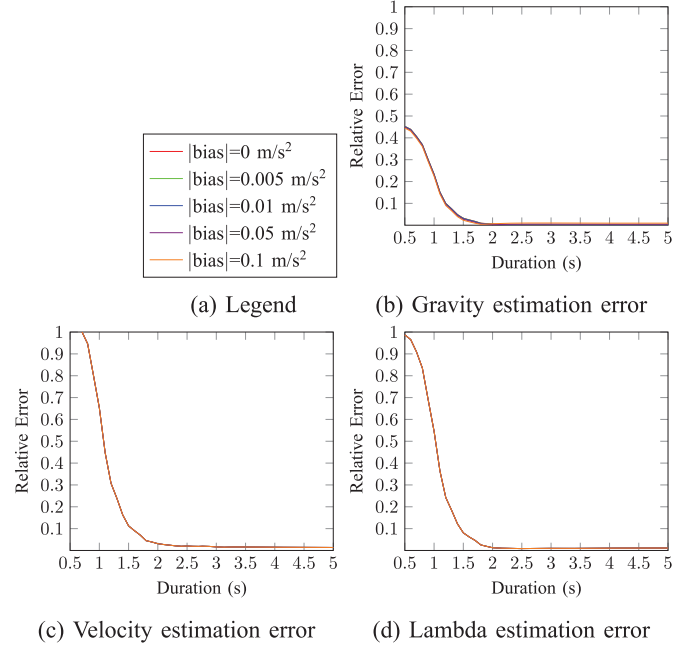 |bias|=0 m/s²
|bias|=0.005 m/s²
|bias|=0.01 m/s²
|bias|=0.05 m/s²
|bias|=0.1 m/s²
(a) Legend
1
0.9
0.8
0.7
0.6
0.5
0.4
0.3
0.2
0.1
Relative Error
0.5 1 1.5 2 2.5 3 3.5 4 4.5 5
Duration (s)
(b) Gravity estimation error
1
0.9
0.8
0.7
0.6
0.5
0.4
0.3
0.2
0.1
Relative Error
0.5 1 1.5 2 2.5 3 3.5 4 4.5 5
Duration (s)
(c) Velocity estimation error
1
0.9
0.8
0.7
0.6
0.5
0.4
0.3
0.2
0.1
Relative Error
0.5 1 1.5 2 2.5 3 3.5 4 4.5 5
Duration (s)
(d) Lambda estimation error